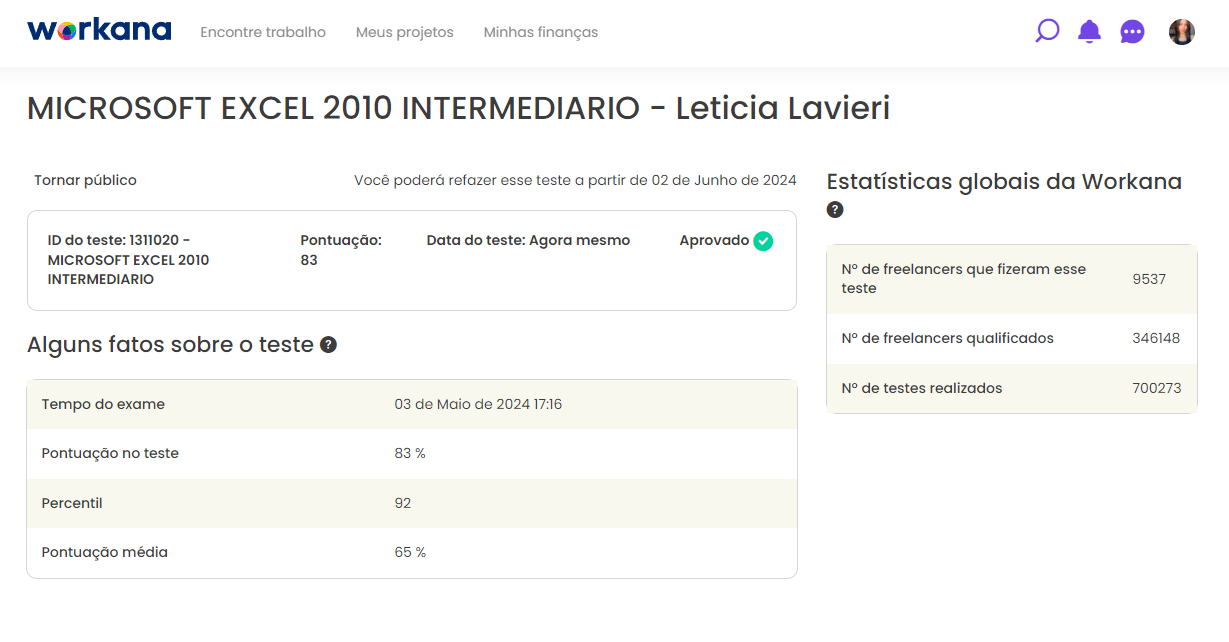 workana
Encontre trabalho
Meus projetos
Minhas finanças
MICROSOFT EXCEL 2010 INTERMEDIARIO - Leticia Lavieri
Tornar público
Você poderá refazer esse teste a partir de 02 de Junho de 2024
ID do teste: 1311020 -
MICROSOFT EXCEL 2010
INTERMEDIARIO
Pontuação:
83
Data do teste: Agora mesmo
Aprovado
Alguns fatos sobre o teste ?
Tempo do exame 03 de Maio de 2024 17:16
Pontuação no teste 83 %
Percentil 92
Pontuação média 65 %
Estatísticas globais da Workana
?
Nº de freelancers que fizeram esse
teste
9537
Nº de freelancers qualificados 346148
Nº de testes realizados 700273